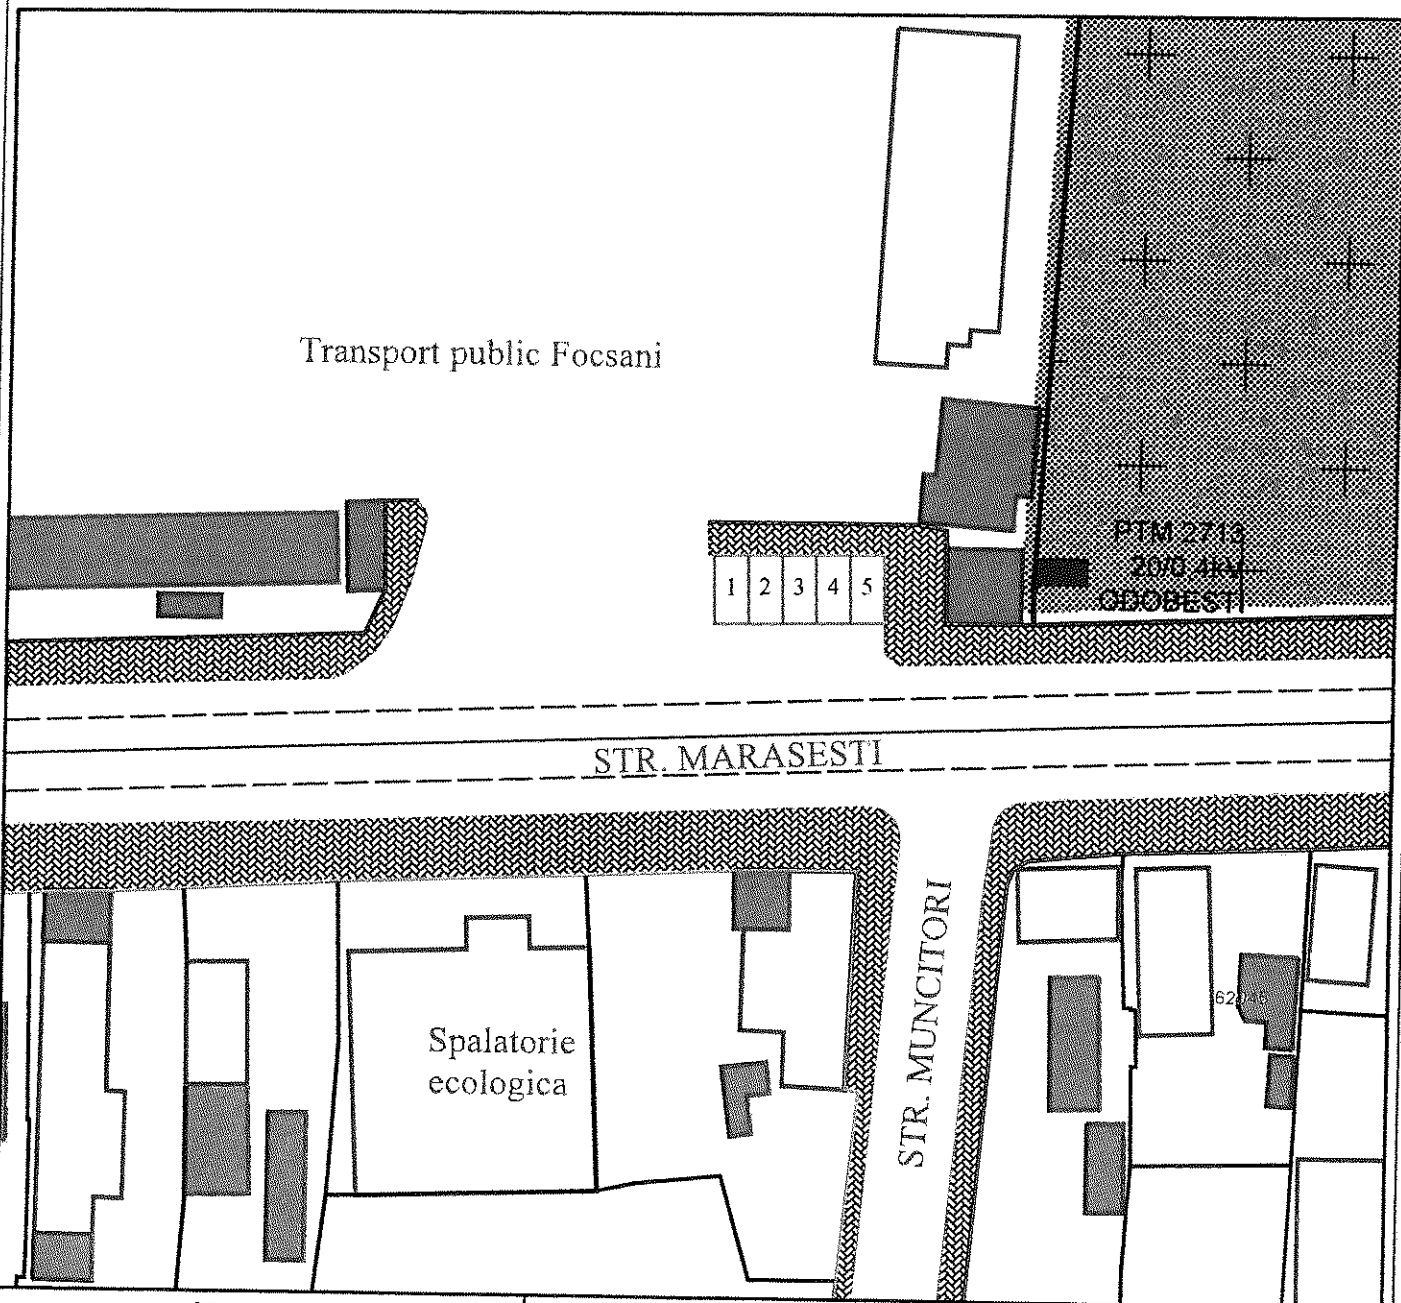 Transport public Focsani
PTM 2713
20/0.4kV
ODOBESTI
1 2 3 4 5
STR. MARASESTI
STR. MUNCITORI
Spalatorie
ecologica